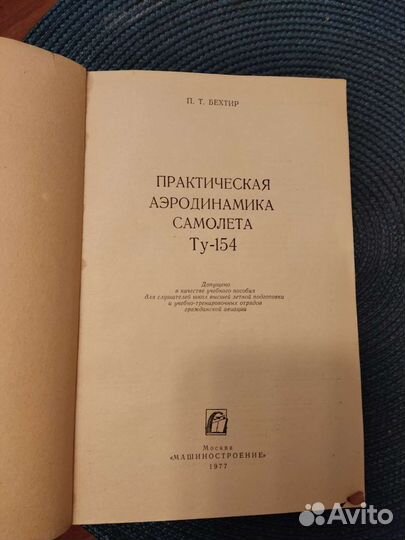 П. Т. БЕХТИР
ПРАКТИЧЕСКАЯ
АЭРОДИНАМИКА
САМОЛЕТА
Ту-154
Допущено
в качестве учебного пособия
для слушателей школ высшей летной подготовки
и учебно-тренировочных отрядов
гражданской авиации
Москва
«МАШИНОСТРОЕНИЕ»
1977
Avito